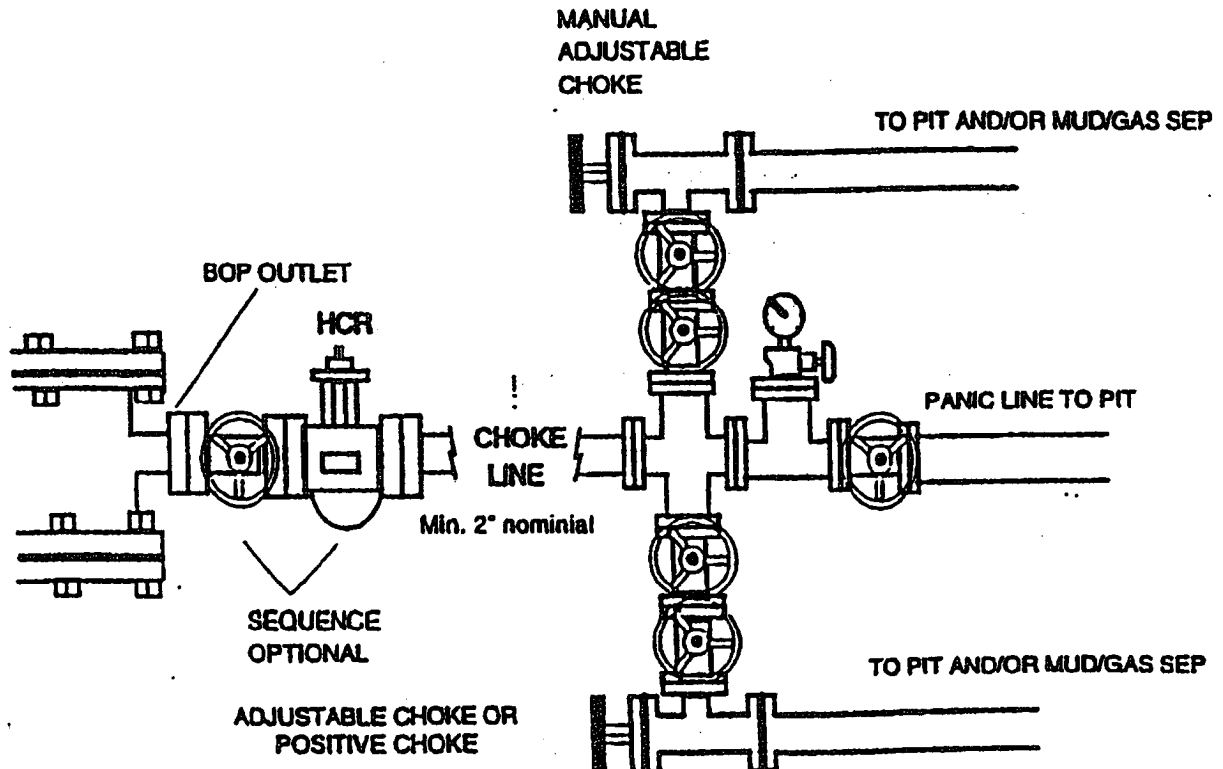 MANUAL
ADJUSTABLE
CHOKE
TO PIT AND/OR MUD/GAS SEP
BOP OUTLET
HCR
PANIC LINE TO PIT
CHOKE
LINE
Min. 2" nominial
SEQUENCE
OPTIONAL
TO PIT AND/OR MUD/GAS SEP
ADJUSTABLE CHOKE OR
POSITIVE CHOKE